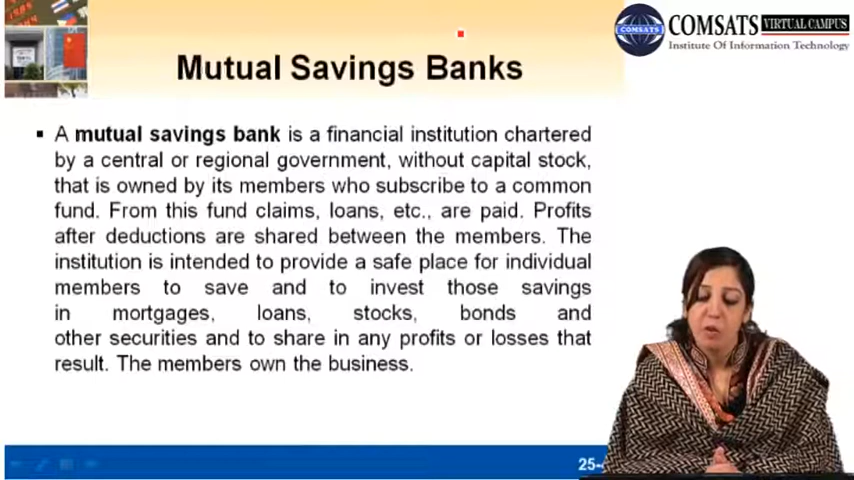 COMSATS
COMSATS VIRTUAL CAMPUS
Institute Of Information Technology
Mutual Savings Banks
▪ A mutual savings bank is a financial institution chartered
by a central or regional government, without capital stock,
that is owned by its members who subscribe to a common
fund. From this fund claims, loans, etc., are paid. Profits
after deductions are shared between the members. The
institution is intended to provide a safe place for individual
members to save and to invest those savings
in mortgages, loans, stocks, bonds and
other securities and to share in any profits or losses that
result. The members own the business.
25-